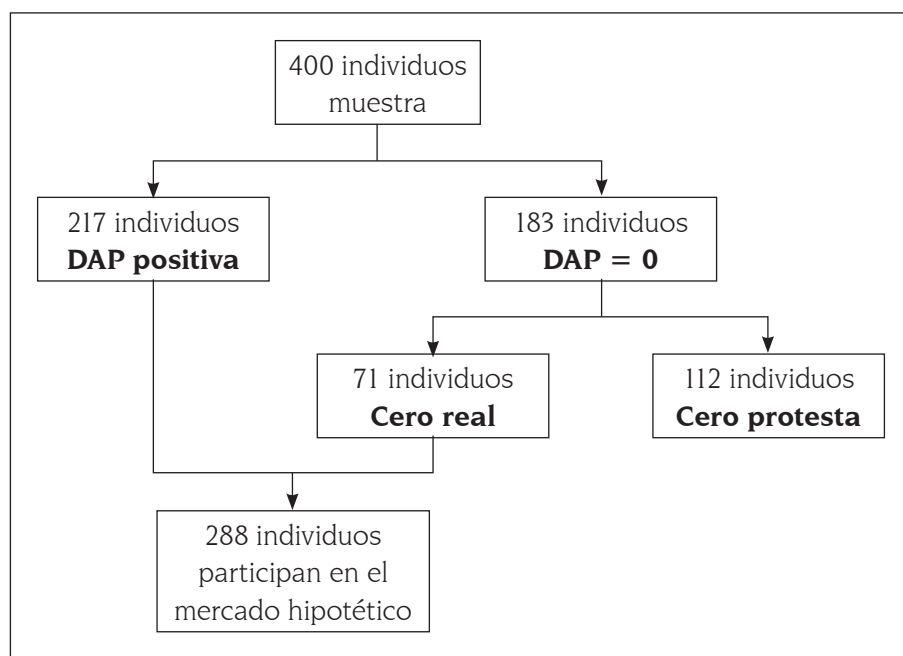 400 individuos
muestra
217 individuos
DAP positiva
183 individuos
DAP = 0
71 individuos
Cero real
112 individuos
Cero protesta
288 individuos
participan en el
mercado hipotético